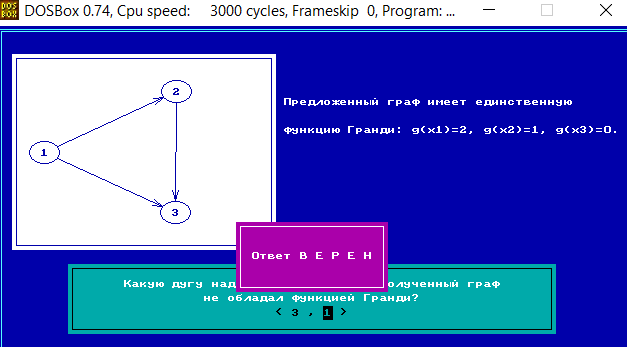 DOSBox 0.74, Cpu speed: 3000 cycles, Frameskip 0, Program: ...
2
Предложенный граф имеет единственную
функцию Гранди: g(x1)=2, g(x2)=1, g(x3)=0.
1
3
Ответ В Е Р Е Н
Какую дугу над олученный граф
не обладал функцией Гранди?
< 3 , 1 >